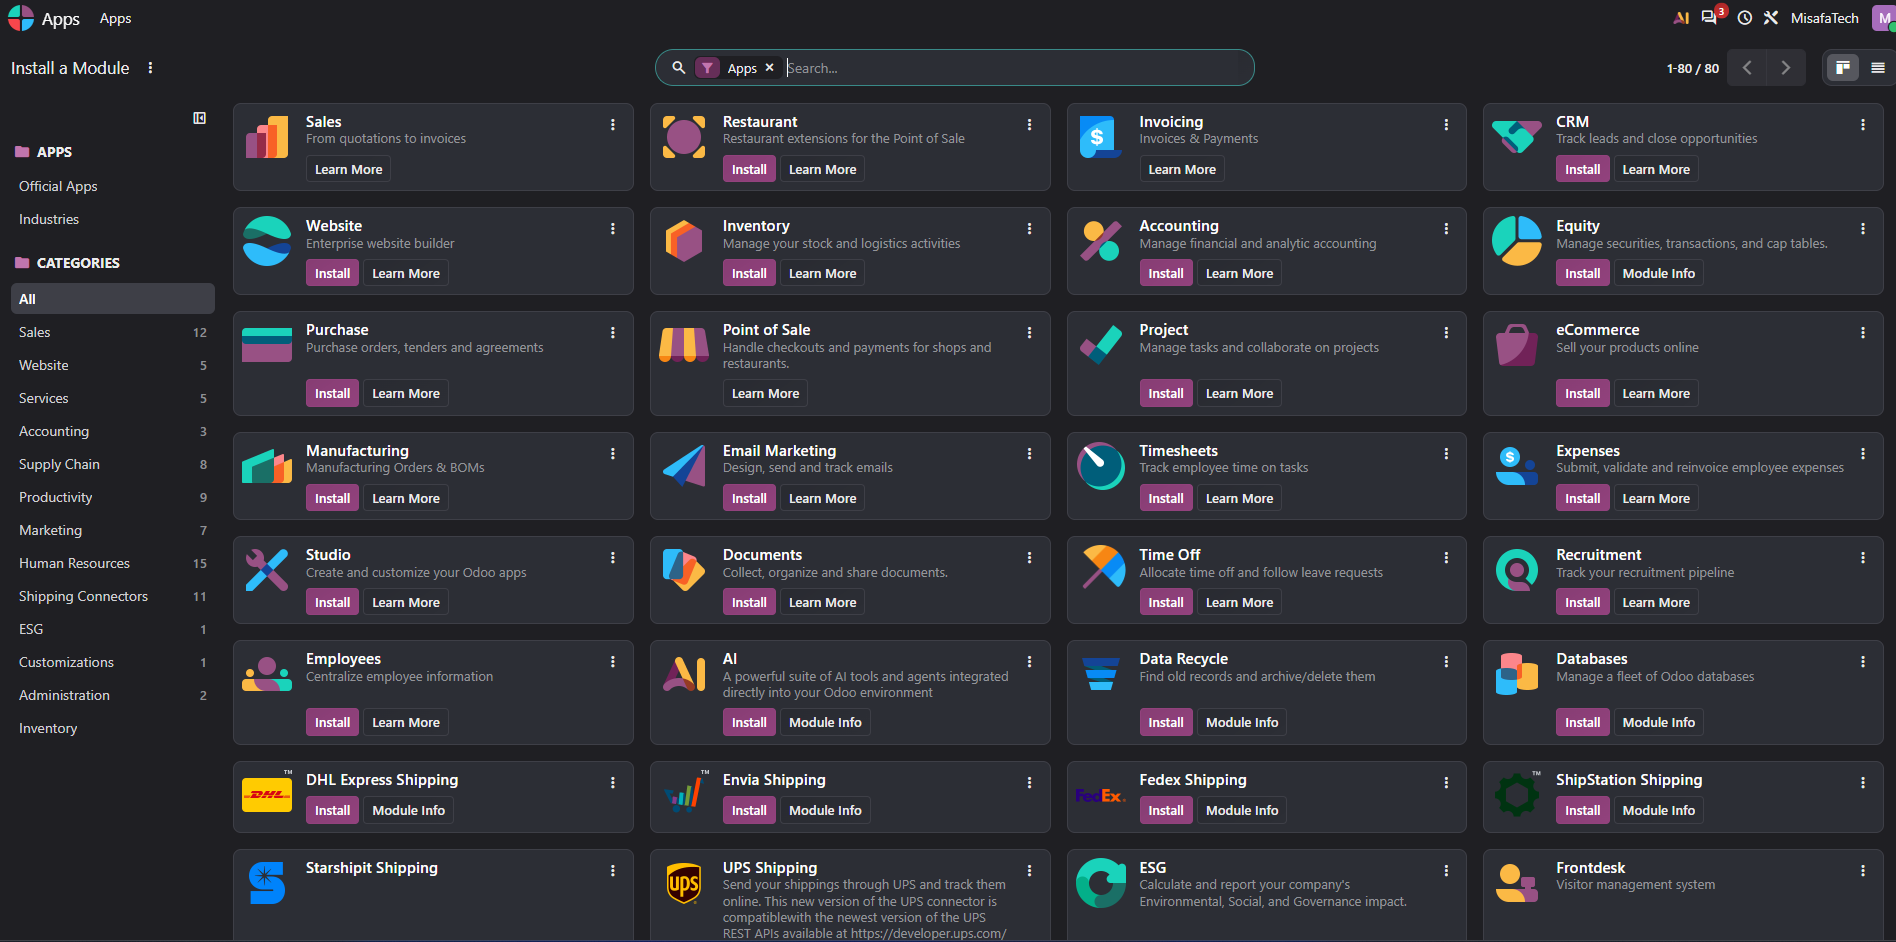 Apps
Apps
3
MisafaTech
M
Install a Module
Apps
Search...
1-80 / 80
APPS
Official Apps
Industries
CATEGORIES
All
Sales 12
Website 5
Services 5
Accounting 3
Supply Chain 8
Productivity 9
Marketing 7
Human Resources 15
Shipping Connectors 11
ESG 1
Customizations 1
Administration 2
Inventory
Sales
From quotations to invoices
Learn More
Restaurant
Restaurant extensions for the Point of Sale
Install Learn More
$
Invoicing
Invoices & Payments
Learn More
CRM
Track leads and close opportunities
Install Learn More
Website
Enterprise website builder
Install Learn More
Inventory
Manage your stock and logistics activities
Install Learn More
Accounting
Manage financial and analytic accounting
Install Learn More
Equity
Manage securities, transactions, and cap tables.
Install Module Info
Purchase
Purchase orders, tenders and agreements
Install Learn More
Point of Sale
Handle checkouts and payments for shops and
restaurants.
Learn More
Project
Manage tasks and collaborate on projects
Install Learn More
eCommerce
Sell your products online
Install Learn More
Manufacturing
Manufacturing Orders & BOMs
Install Learn More
Email Marketing
Design, send and track emails
Install Learn More
Timesheets
Track employee time on tasks
Install Learn More
$
Expenses
Submit, validate and reinvoice employee expenses
Install Learn More
Studio
Create and customize your Odoo apps
Install Learn More
Documents
Collect, organize and share documents.
Install Learn More
Time Off
Allocate time off and follow leave requests
Install Learn More
Recruitment
Track your recruitment pipeline
Install Learn More
Employees
Centralize employee information
Install Learn More
AI
AI
A powerful suite of AI tools and agents integrated
directly into your Odoo environment
Install Module Info
Data Recycle
Find old records and archive/delete them
Install Module Info
Databases
Manage a fleet of Odoo databases
Install Module Info
DHL
TM
DHL Express Shipping
Install Module Info
TM
Envia Shipping
Install Module Info
FedEx
Fedex Shipping
Install Module Info
TM
ShipStation Shipping
Install Module Info
Starshipit Shipping
ups
UPS Shipping
Send your shippings through UPS and track them
online. This new version of the UPS connector is
compatiblewith the newest version of the UPS
REST APIs available at https://developer.ups.com/
ESG
Calculate and report your company's
Environmental, Social, and Governance impact.
Frontdesk
Visitor management system